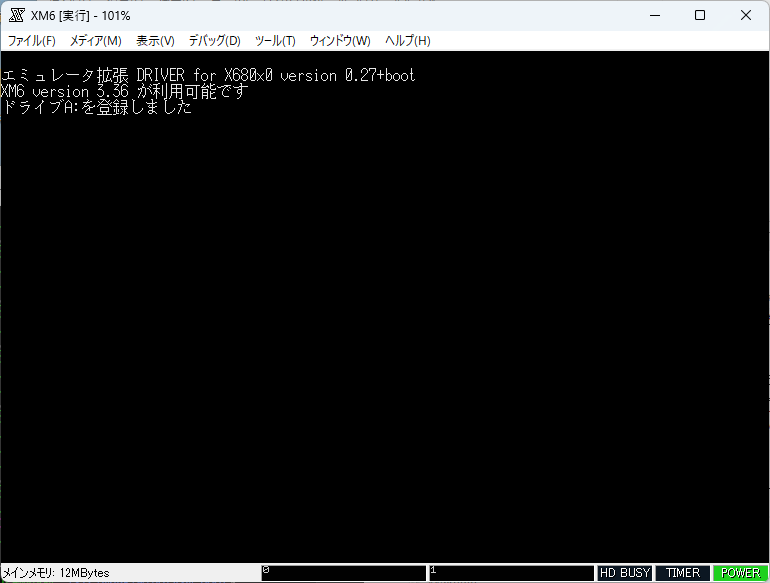 XM6 [実行] - 101%
ファイル(F) メディア(M) 表示(V) デバッグ(D) ツール(T) ウィンドウ(W) ヘルプ(H)
エミュレータ拡張 DRIVER for X680x0 version 0.27+boot
XM6 version 3.36 が利用可能です
ドライブA:を登録しました
メインメモリ: 12MBytes 0 1 HD BUSY TIMER POWER